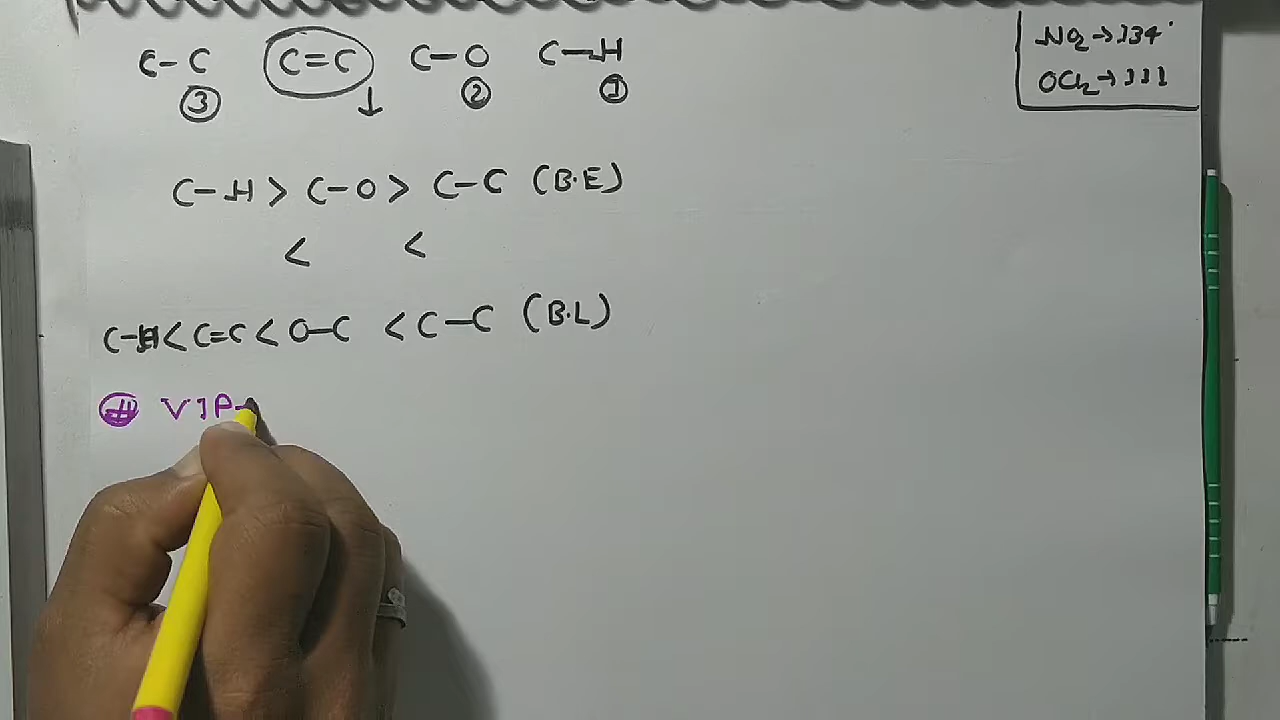 C-C C=C C-O C-H
③ ↓ ② ①
NO₂→134°
OCl₂→111
C-H > C-O > C-C (B.E)
< <
C-H < C=C < O-C < C-C (B.L)
# VIP-